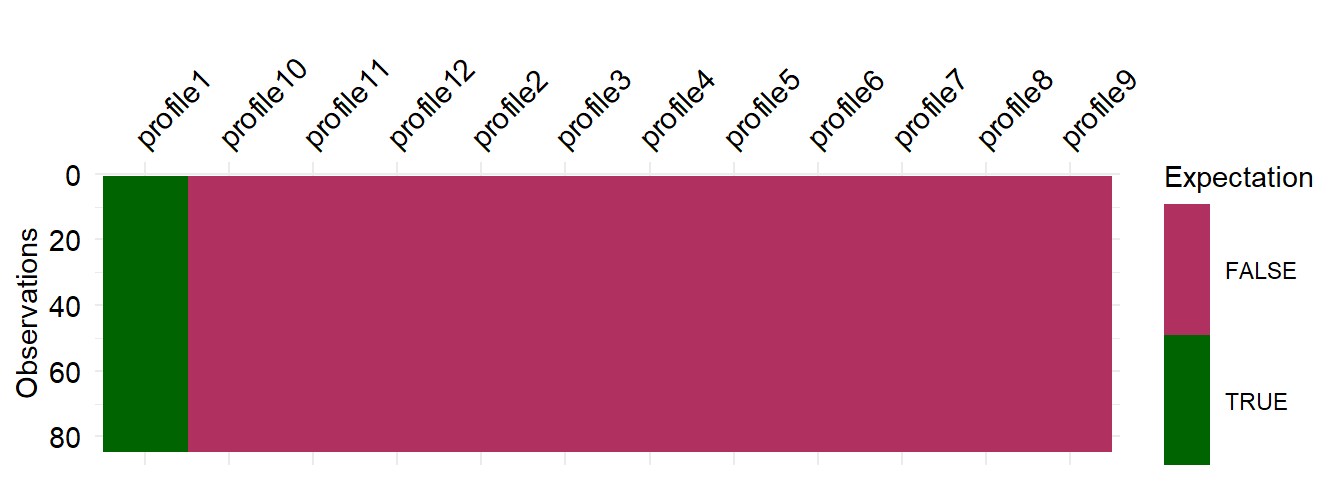 profile1
profile10
profile11
profile12
profile2
profile3
profile4
profile5
profile6
profile7
profile8
profile9
Observations
0
20
40
60
80
Expectation
FALSE
TRUE